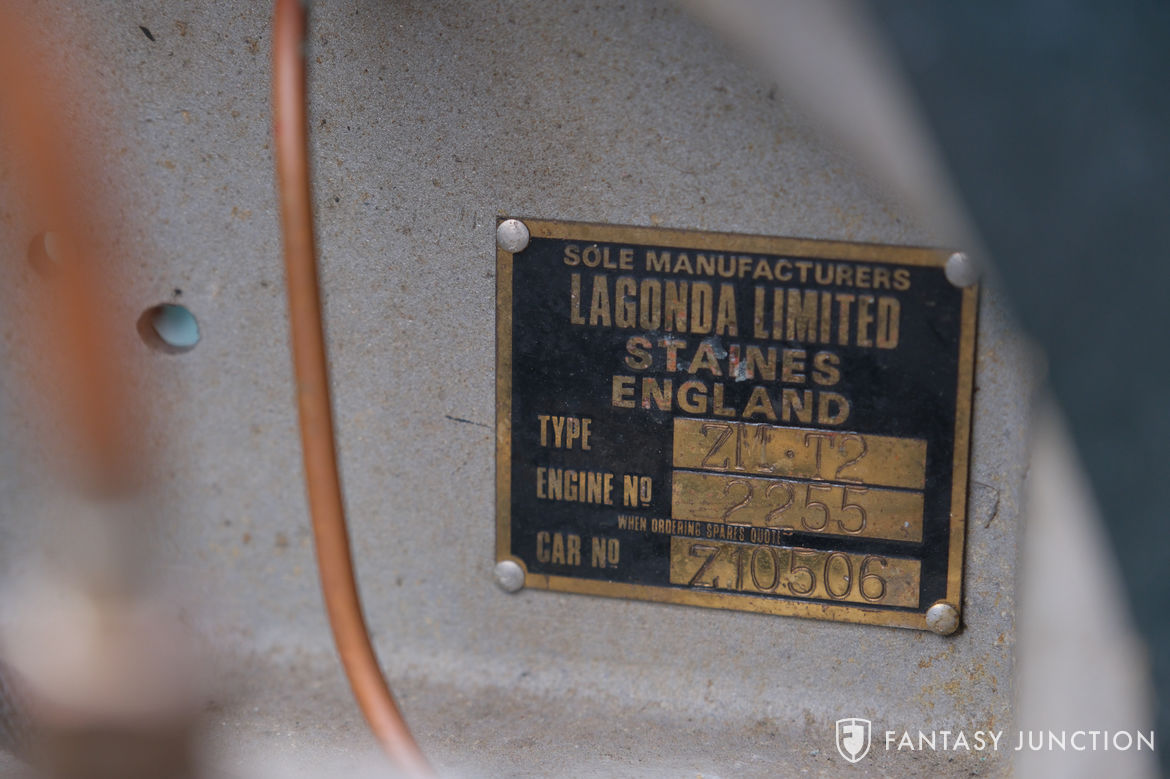 SOLE MANUFACTURERS
LAGONDA LIMITED
STAINES
ENGLAND
TYPE ZM·T2
ENGINE Nº 2255
WHEN ORDERING SPARES QUOTE
CAR Nº Z10506
FANTASY JUNCTION